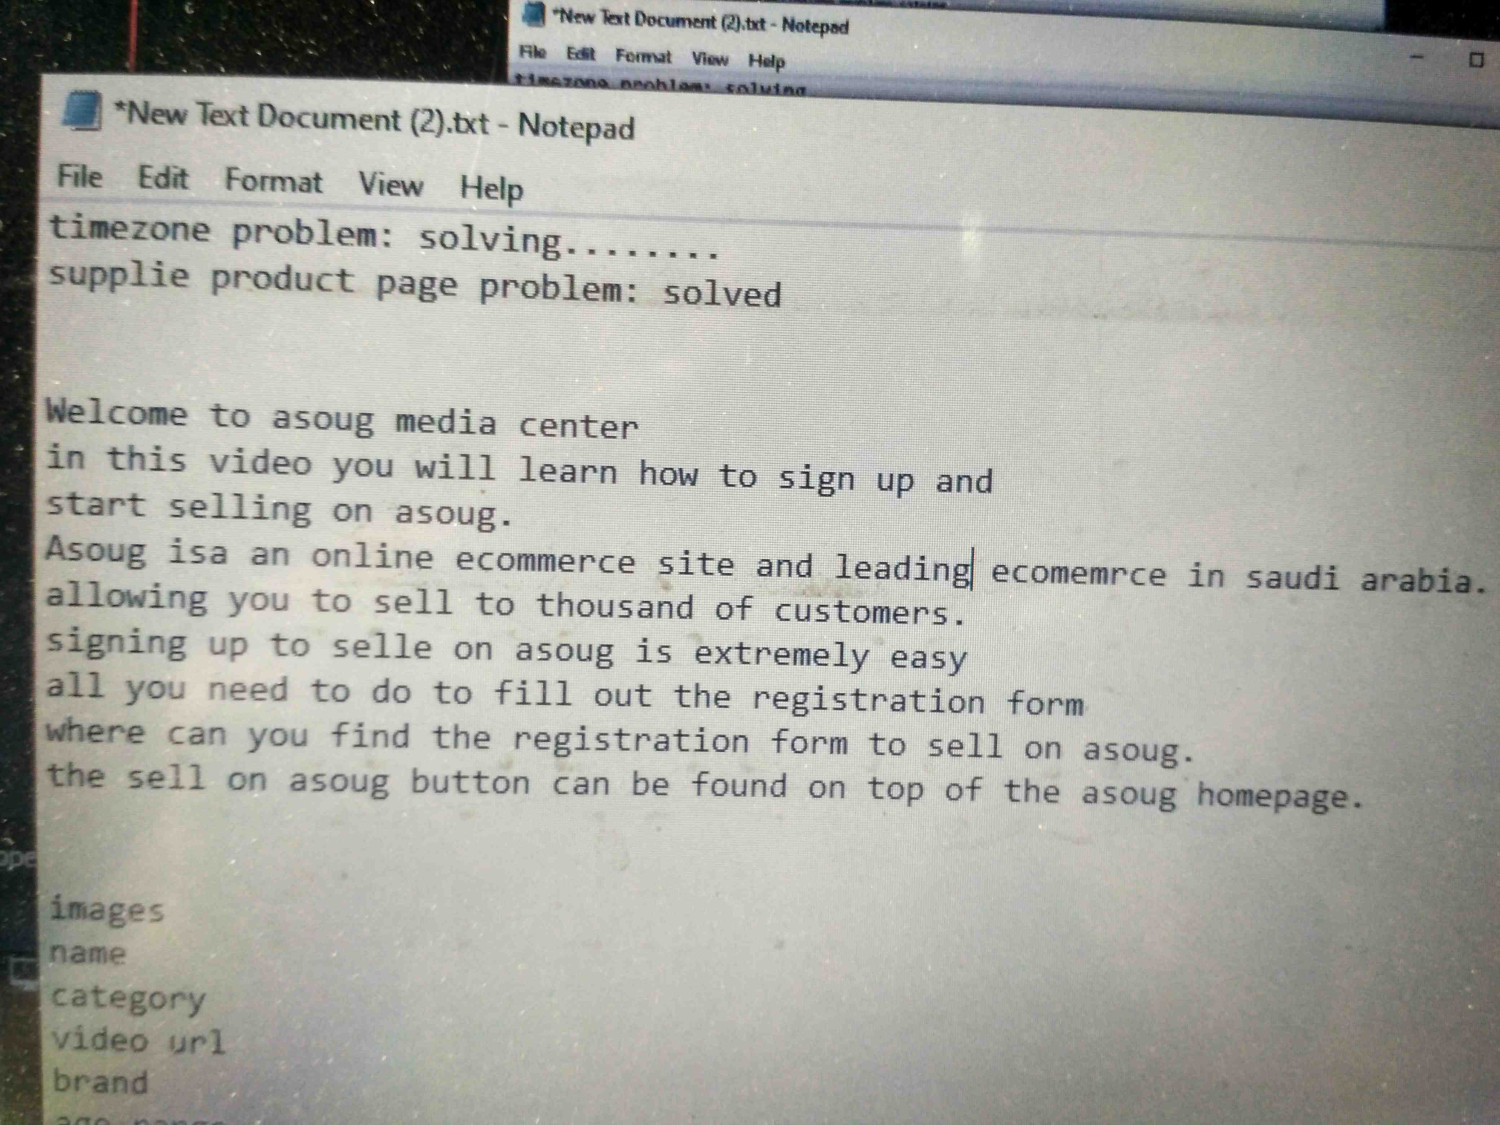 *New Text Document (2).txt - Notepad
File Edit Format View Help
timezone problem: solving
*New Text Document (2).txt - Notepad
File Edit Format View Help
timezone problem: solving........
supplie product page problem: solved
Welcome to asoug media center
in this video you will learn how to sign up and
start selling on asoug.
Asoug isa an online ecommerce site and leading ecomemrce in saudi arabia.
allowing you to sell to thousand of customers.
signing up to selle on asoug is extremely easy
all you need to do to fill out the registration form
where can you find the registration form to sell on asoug.
the sell on asoug button can be found on top of the asoug homepage.
images
name
category
video url
brand